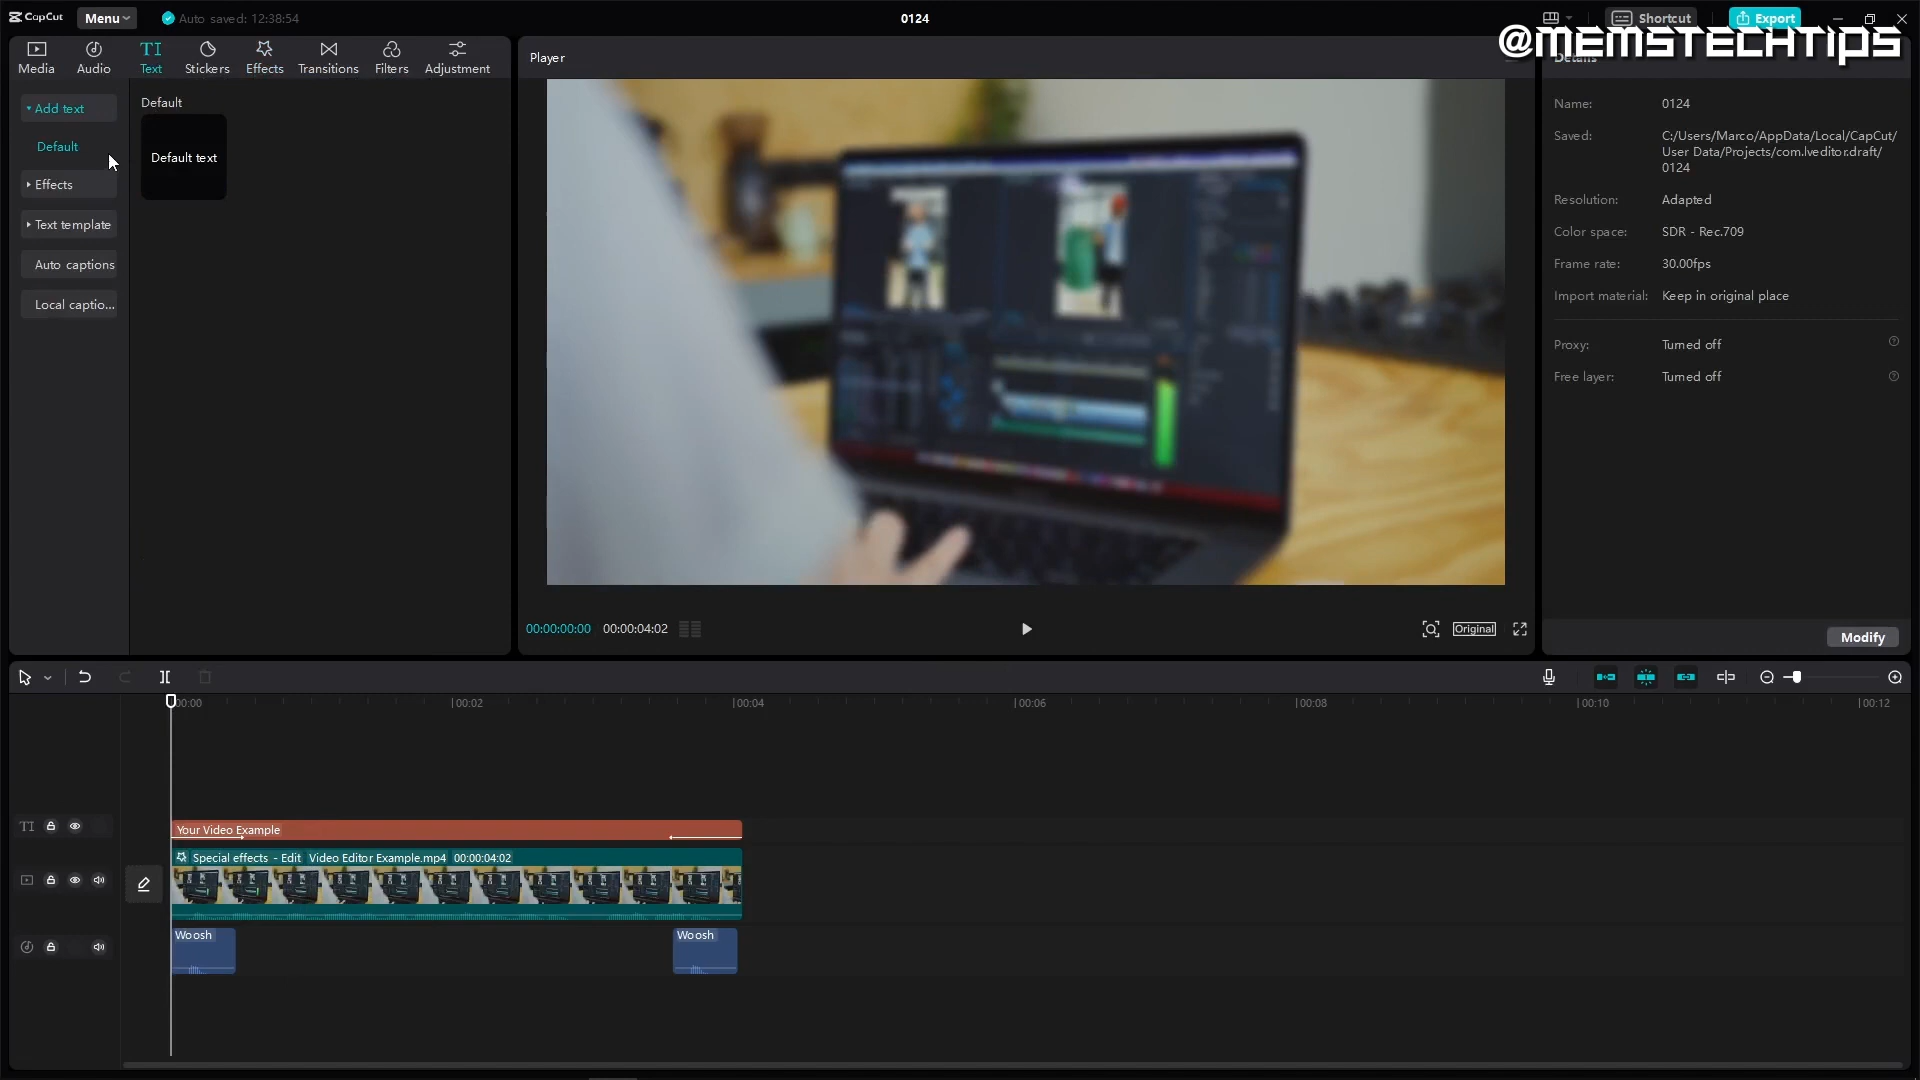 CapCut
Menu
Auto saved: 12:38:54
0124
Shortcut
Export
@MEMSTECHTIPS
Media
Audio
TI
Text
Stickers
Effects
Transitions
Filters
Adjustment
Add text
Default
Effects
Text template
Auto captions
Local captio...
Default
Default text
Player
00:00:00:00
00:00:04:02
Original
Details
Name: 0124
Saved: C:/Users/Marco/AppData/Local/CapCut/
User Data/Projects/com.lveditor.draft/
0124
Resolution: Adapted
Color space: SDR - Rec.709
Frame rate: 30.00fps
Import material: Keep in original place
Proxy: Turned off
Free layer: Turned off
Modify
00:00
00:02
00:04
00:06
00:08
00:10
00:12
TI
Your Video Example
Special effects - Edit Video Editor Example.mp4 00:00:04:02
Woosh
Woosh